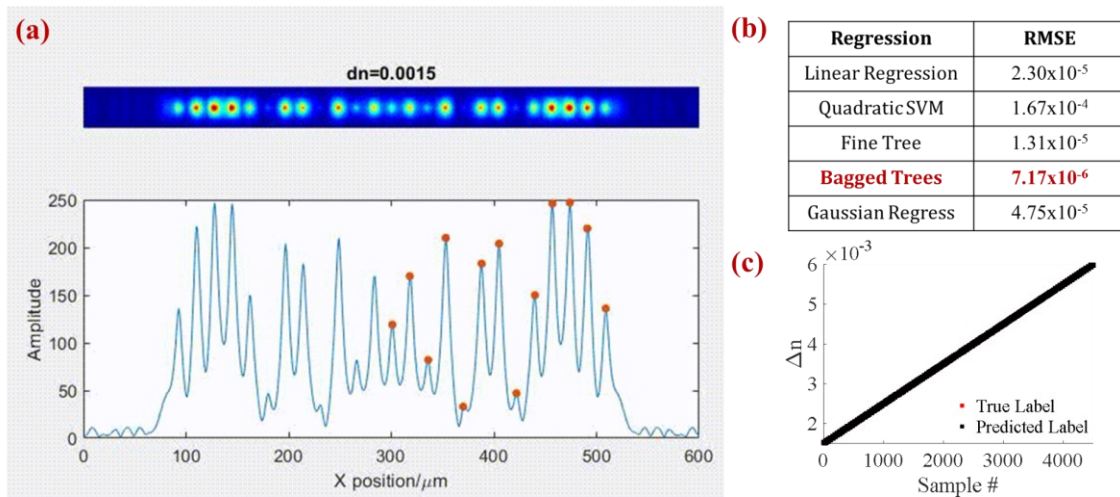 (a)
dn=0.0015
250
200
150
100
50
0
Amplitude
0 100 200 300 400 500 600
X position/μm
(b)
Regression RMSE
Linear Regression 2.30x10⁻⁵
Quadratic SVM 1.67x10⁻⁴
Fine Tree 1.31x10⁻⁵
Bagged Trees 7.17x10⁻⁶
Gaussian Regress 4.75x10⁻⁵
(c)
×10⁻³
6
5
4
3
2
Δn
True Label
Predicted Label
0 1000 2000 3000 4000
Sample #